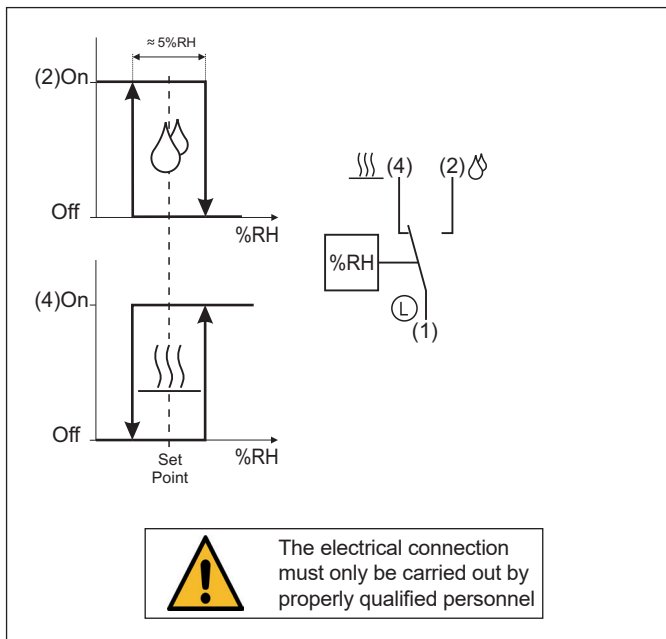 ≈ 5%RH
(2)On
Off
%RH
(4)On
Off
%RH
Set
Point
(4)
(2)
%RH
L
(1)
The electrical connection
must only be carried out by
properly qualified personnel